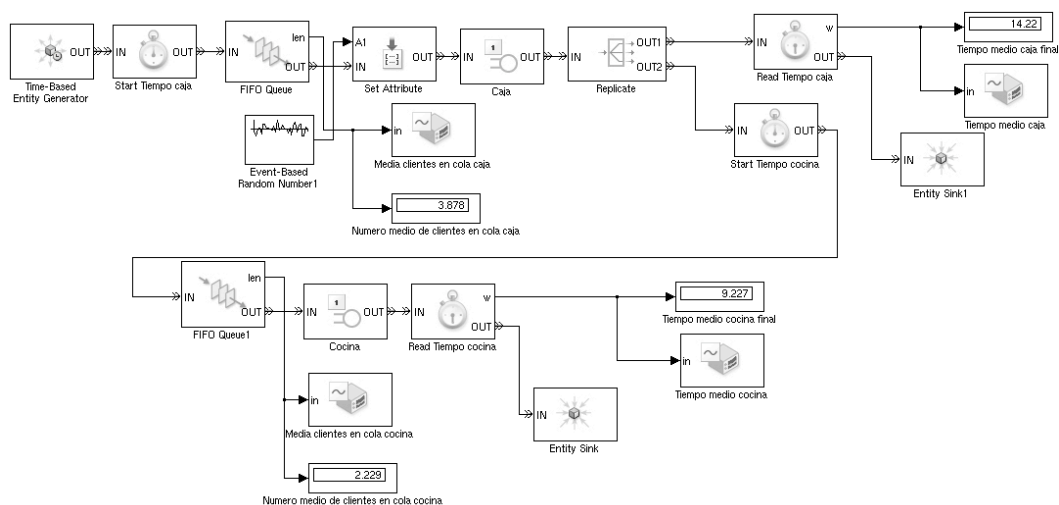 OUT
Time-Based
Entity Generator
IN
OUT
Start Tiempo caja
IN
len
OUT
FIFO Queue
A1
IN
OUT
Set Attribute
1
IN
OUT
Caja
IN
OUT1
OUT2
Replicate
IN
w
OUT
Read Tiempo caja
14.22
Tiempo medio caja final
in
Tiempo medio caja
Event-Based
Random Number1
in
Media clientes en cola caja
3.878
Numero medio de clientes en cola caja
IN
OUT
Start Tiempo cocina
IN
Entity Sink1
IN
len
OUT
FIFO Queue1
1
IN
OUT
Cocina
IN
w
OUT
Read Tiempo cocina
9.227
Tiempo medio cocina final
in
Tiempo medio cocina
in
Media clientes en cola cocina
IN
Entity Sink
2.229
Numero medio de clientes en cola cocina